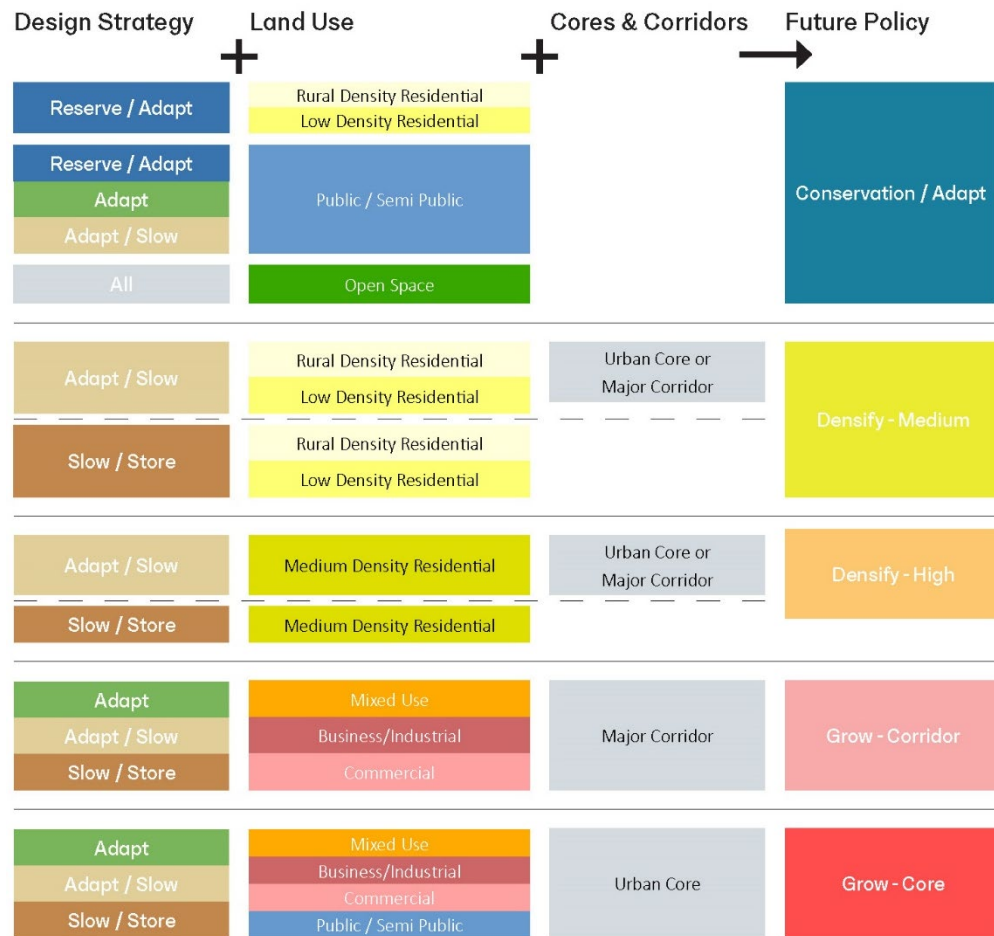 Design Strategy + Land Use + Cores & Corridors → Future Policy
Reserve / Adapt
Rural Density Residential
Low Density Residential
Reserve / Adapt
Adapt
Adapt / Slow
Public / Semi Public
All
Open Space
Conservation / Adapt
Adapt / Slow
Rural Density Residential
Low Density Residential
Urban Core or
Major Corridor
Slow / Store
Rural Density Residential
Low Density Residential
Densify - Medium
Adapt / Slow
Medium Density Residential
Urban Core or
Major Corridor
Slow / Store
Medium Density Residential
Densify - High
Adapt
Adapt / Slow
Slow / Store
Mixed Use
Business/Industrial
Commercial
Major Corridor
Grow - Corridor
Adapt
Adapt / Slow
Slow / Store
Mixed Use
Business/Industrial
Commercial
Public / Semi Public
Urban Core
Grow - Core